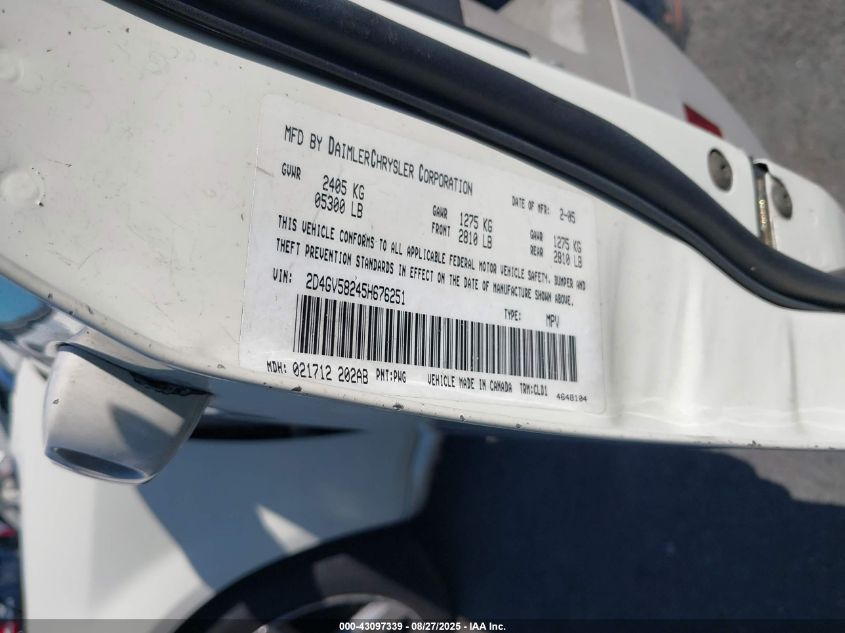 MFD BY DAIMLERCHRYSLER CORPORATION
DATE OF MFR: 2-05
GVWR 2405 KG 05300 LB
GAWR FRONT 1275 KG 2810 LB
GAWR REAR 1275 KG 2810 LB
THIS VEHICLE CONFORMS TO ALL APPLICABLE FEDERAL MOTOR VEHICLE SAFETY, BUMPER AND
THEFT PREVENTION STANDARDS IN EFFECT ON THE DATE OF MANUFACTURE SHOWN ABOVE.
VIN: 2D4GV58245H676251
TYPE: MPV
MDH: 021712 202AB PNT:PWG VEHICLE MADE IN CANADA TRM:CLD1
4648104
000-43097339 | 08/27/2025 | IAA Inc.